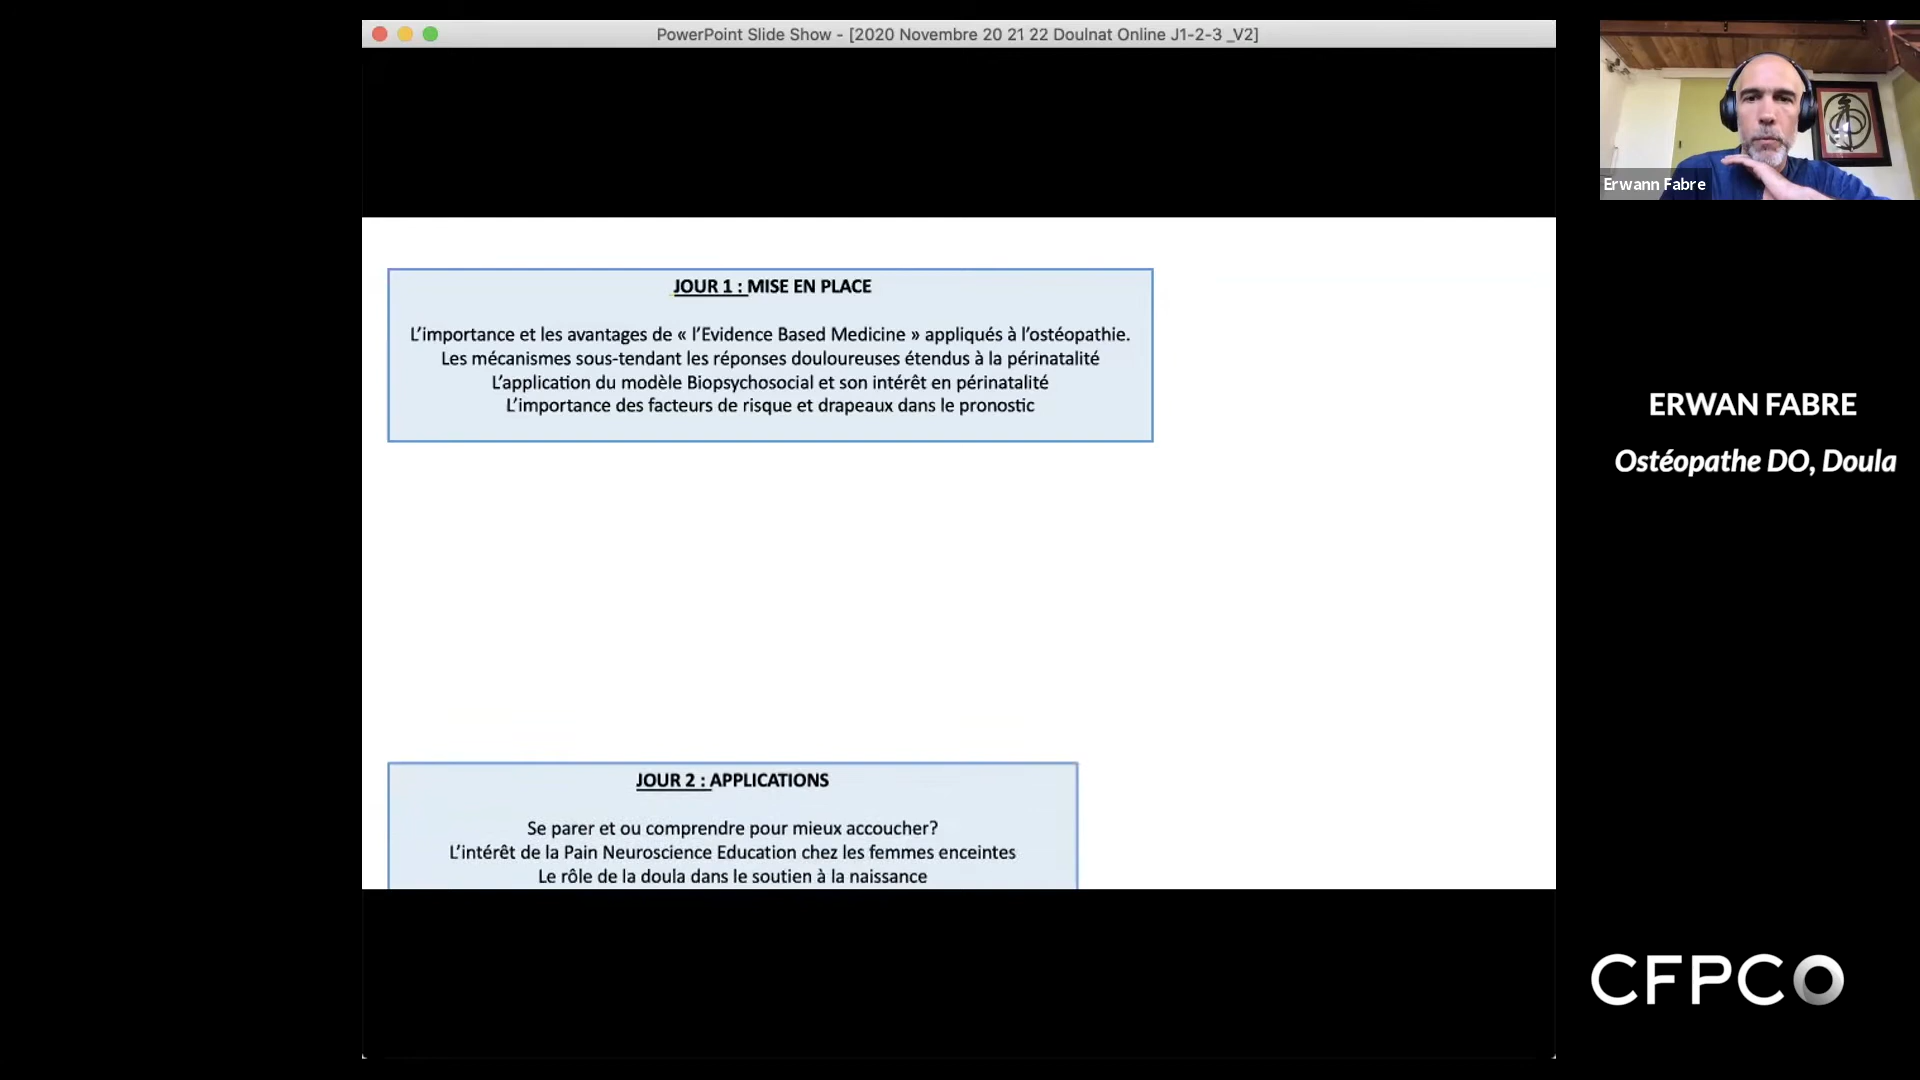 PowerPoint Slide Show - [2020 Novembre 20 21 22 Doulnat Online J1-2-3 _V2]
Erwann Fabre
JOUR 1 : MISE EN PLACE
L'importance et les avantages de « l'Evidence Based Medicine » appliqués à l'ostéopathie.
Les mécanismes sous-tendant les réponses douloureuses étendus à la périnatalité
L'application du modèle Biopsychosocial et son intérêt en périnatalité
L'importance des facteurs de risque et drapeaux dans le pronostic
ERWAN FABRE
Ostéopathe DO, Doula
JOUR 2 : APPLICATIONS
Se parer et ou comprendre pour mieux accoucher?
L'intérêt de la Pain Neuroscience Education chez les femmes enceintes
Le rôle de la doula dans le soutien à la naissance
CFPCO